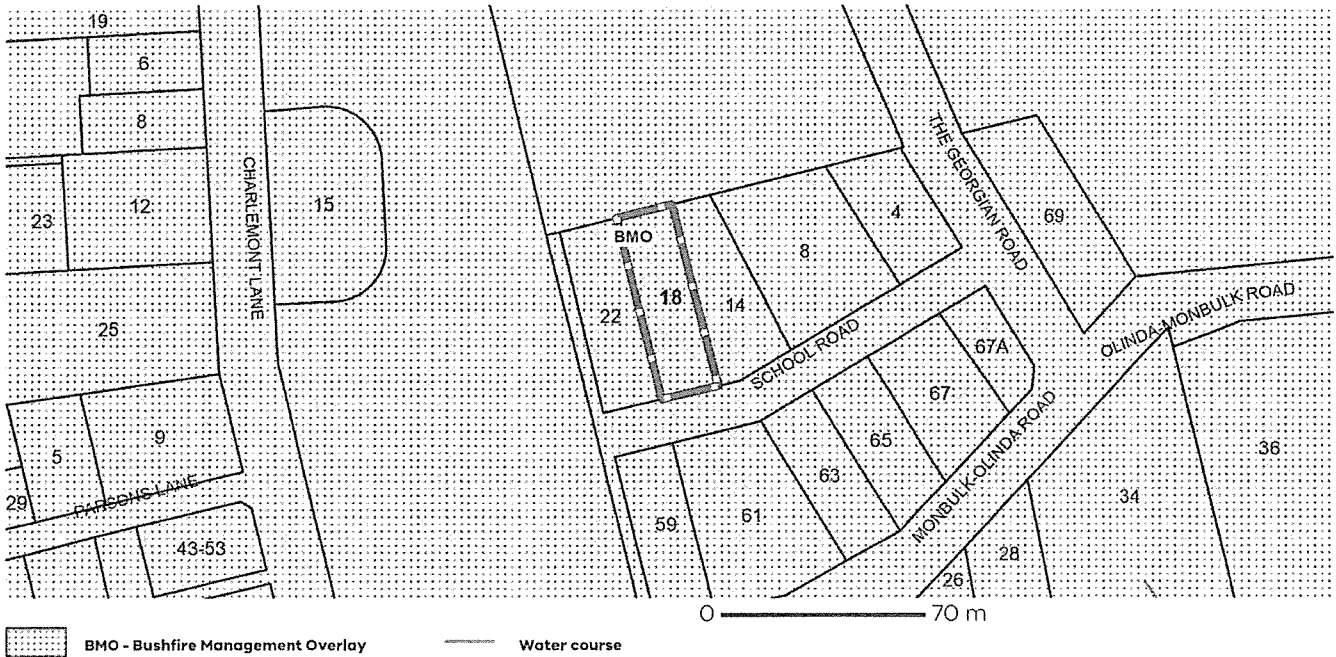 19
6
8
23
12
CHARLEMONT LANE
15
25
5
9
29
PARSONS LANE
43-53
BMO
22
18
14
8
4
SCHOOL ROAD
THE GEORGIAN ROAD
69
OLINDA-MONBULK ROAD
67A
67
65
63
61
59
MONBULK-OLINDA ROAD
36
34
28
26
0 70 m
BMO - Bushfire Management Overlay Water course